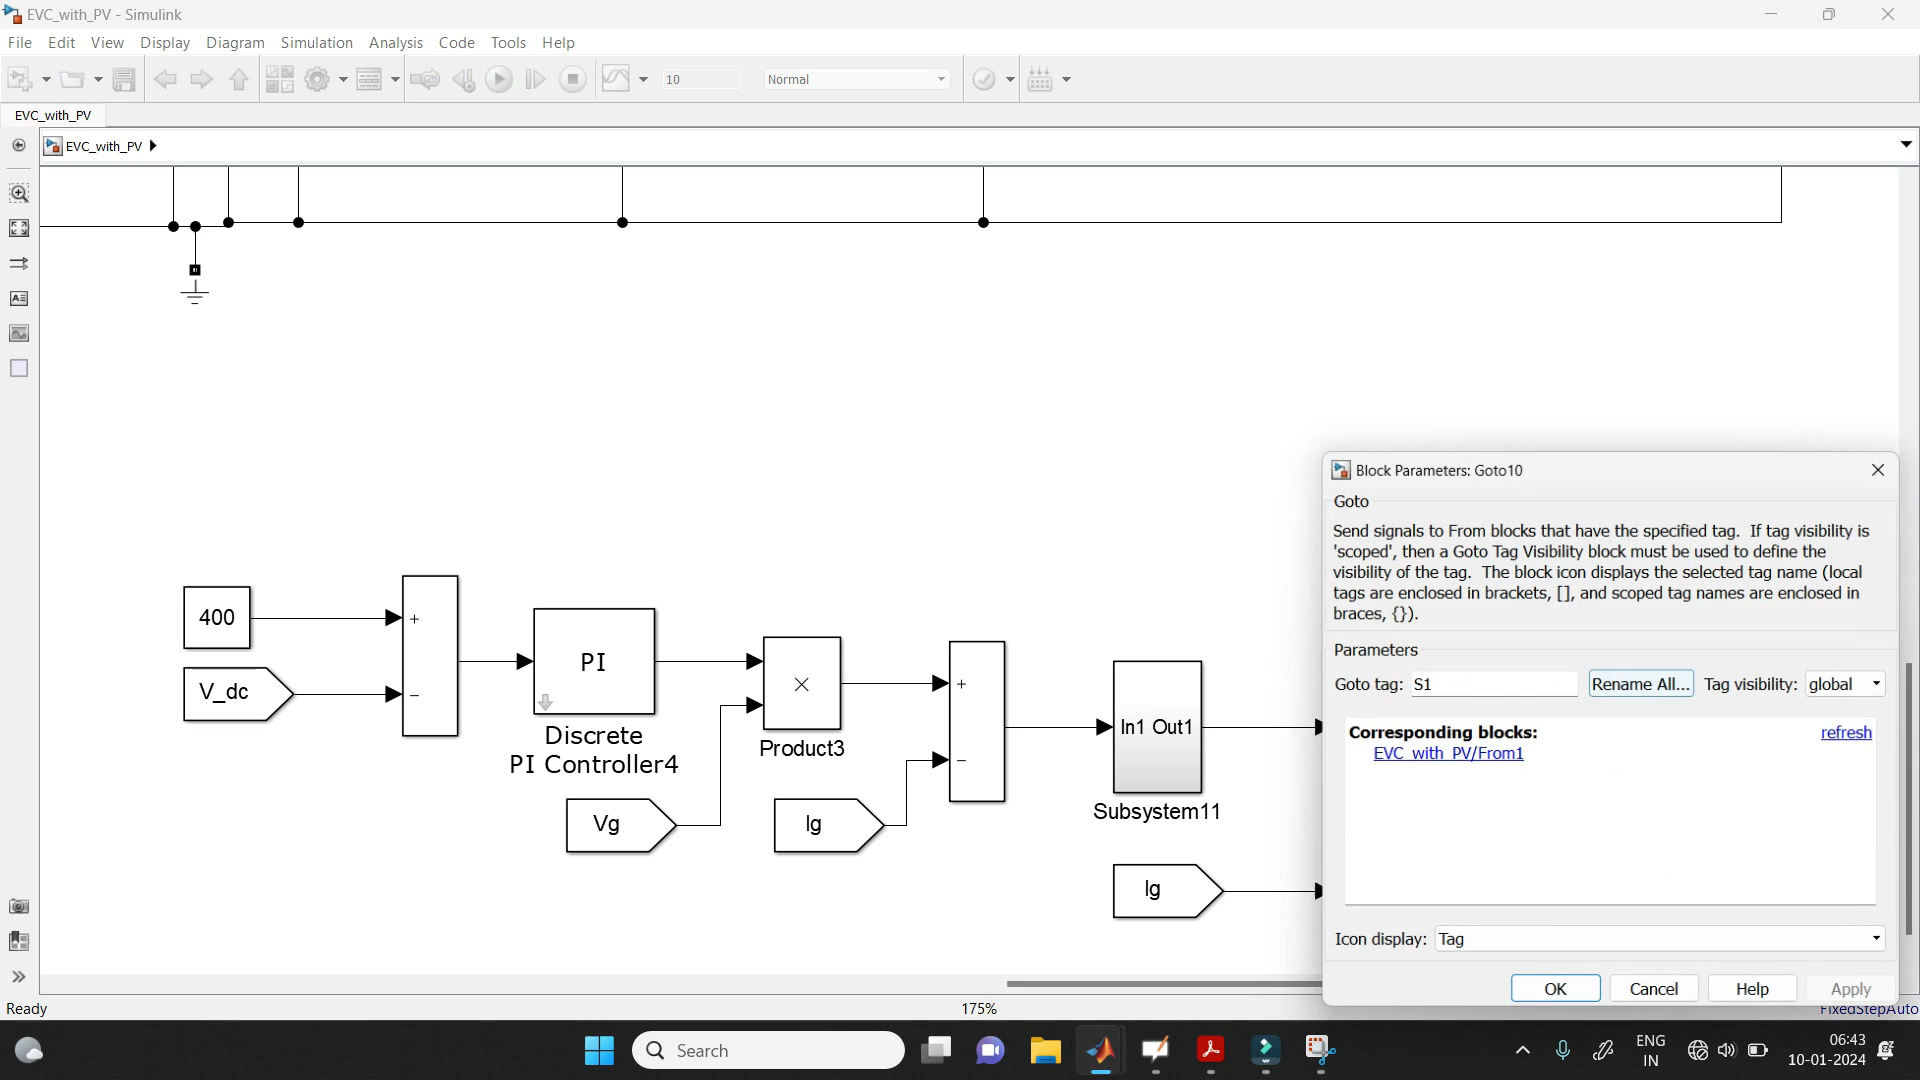 EVC_with_PV - Simulink
File Edit View Display Diagram Simulation Analysis Code Tools Help
10
Normal
EVC_with_PV
EVC_with_PV
400
+
V_dc
−
PI
Discrete
PI Controller4
×
Product3
Vg
Ig
+
−
In1 Out1
Subsystem11
Ig
Block Parameters: Goto10
Goto
Send signals to From blocks that have the specified tag. If tag visibility is
'scoped', then a Goto Tag Visibility block must be used to define the
visibility of the tag. The block icon displays the selected tag name (local
tags are enclosed in brackets, [], and scoped tag names are enclosed in
braces, {}).
Parameters
Goto tag: S1 Rename All... Tag visibility: global
Corresponding blocks: refresh
EVC_with_PV/From1
Icon display: Tag
OK Cancel Help Apply
Ready 175% FixedStepAuto
Search
ENG
IN
06:43
10-01-2024